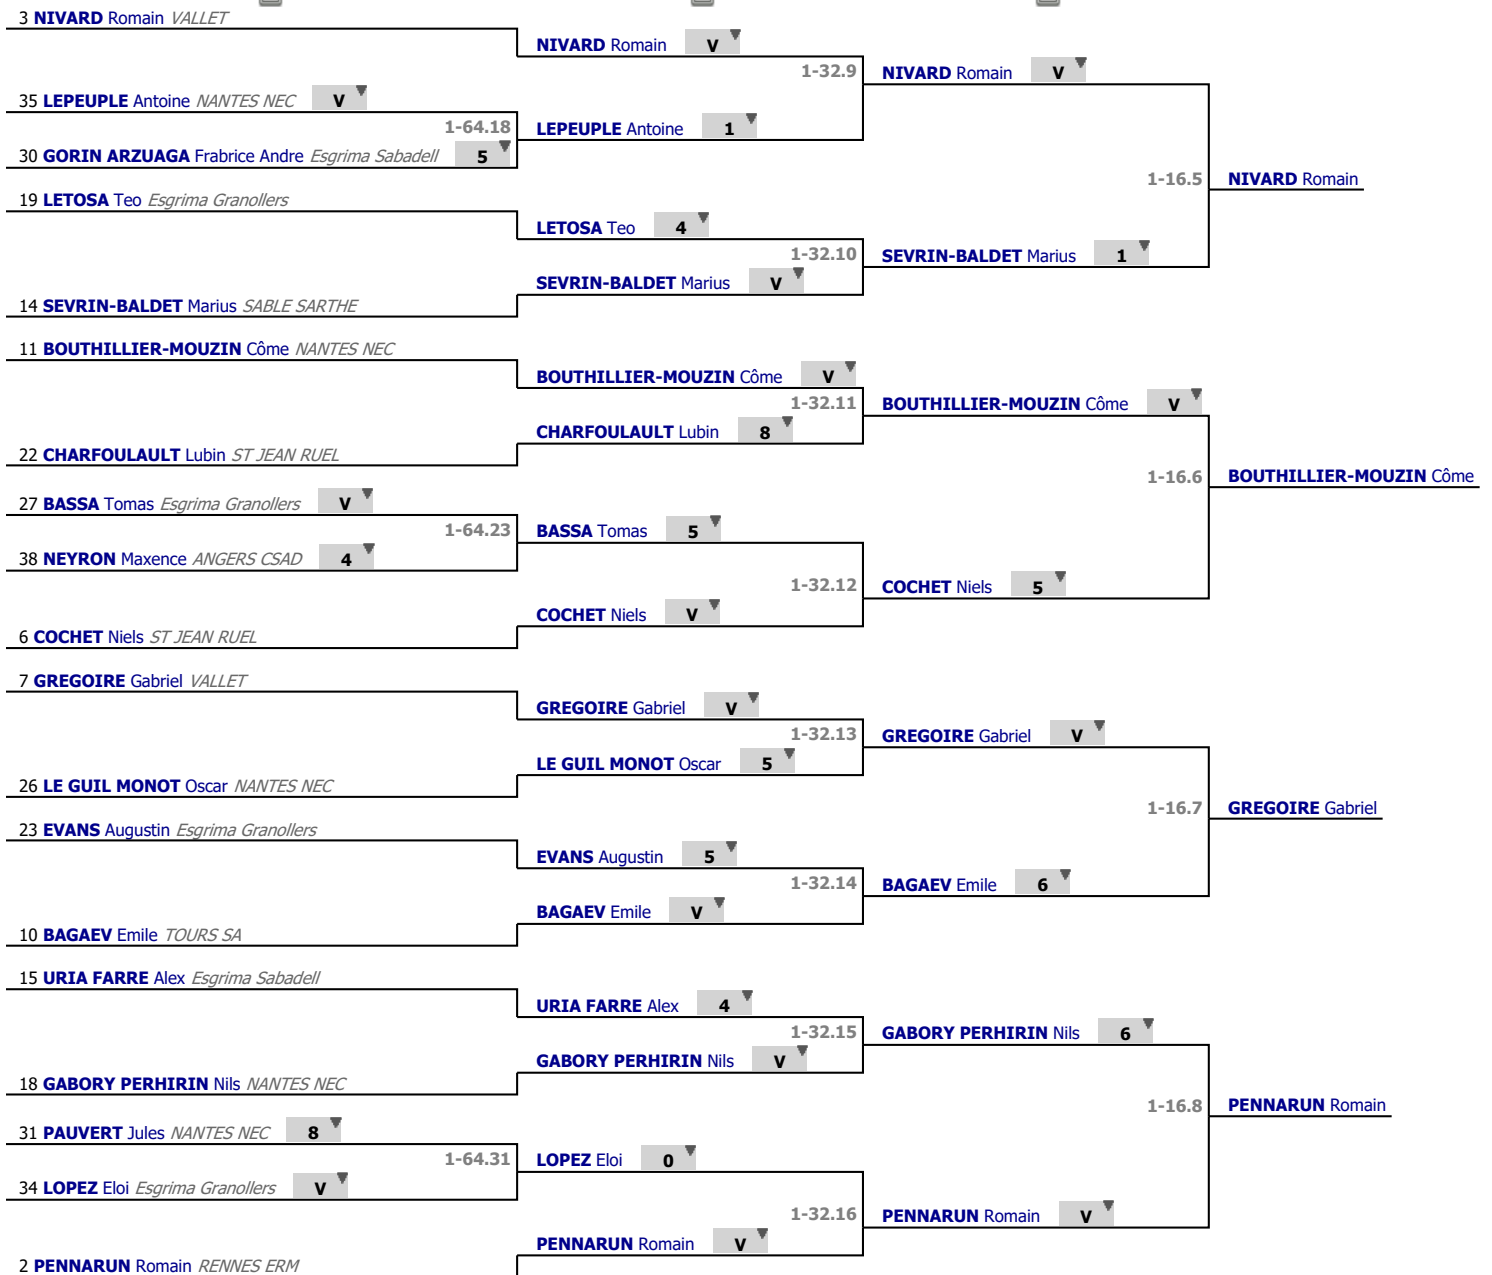 3 NIVARD Romain VALLET
NIVARD Romain V
1-32.9
NIVARD Romain V
35 LEPEUPLE Antoine NANTES NEC V
1-64.18
LEPEUPLE Antoine 1
30 GORIN ARZUAGA Frabrice Andre Esgrima Sabadell 5
1-16.5
NIVARD Romain
19 LETOSA Teo Esgrima Granollers
LETOSA Teo 4
1-32.10
SEVRIN-BALDET Marius 1
SEVRIN-BALDET Marius V
14 SEVRIN-BALDET Marius SABLE SARTHE
11 BOUTHILLIER-MOUZIN Côme NANTES NEC
BOUTHILLIER-MOUZIN Côme V
1-32.11
BOUTHILLIER-MOUZIN Côme V
CHARFOULAULT Lubin 8
22 CHARFOULAULT Lubin ST JEAN RUEL
1-16.6
BOUTHILLIER-MOUZIN Côme
27 BASSA Tomas Esgrima Granollers V
1-64.23
BASSA Tomas 5
38 NEYRON Maxence ANGERS CSAD 4
1-32.12
COCHET Niels 5
COCHET Niels V
6 COCHET Niels ST JEAN RUEL
7 GREGOIRE Gabriel VALLET
GREGOIRE Gabriel V
1-32.13
GREGOIRE Gabriel V
LE GUIL MONOT Oscar 5
26 LE GUIL MONOT Oscar NANTES NEC
1-16.7
GREGOIRE Gabriel
23 EVANS Augustin Esgrima Granollers
EVANS Augustin 5
1-32.14
BAGAEV Emile 6
BAGAEV Emile V
10 BAGAEV Emile TOURS SA
15 URIA FARRE Alex Esgrima Sabadell
URIA FARRE Alex 4
1-32.15
GABORY PERHIRIN Nils 6
GABORY PERHIRIN Nils V
18 GABORY PERHIRIN Nils NANTES NEC
1-16.8
PENNARUN Romain
31 PAUVERT Jules NANTES NEC 8
1-64.31
LOPEZ Eloi 0
34 LOPEZ Eloi Esgrima Granollers V
1-32.16
PENNARUN Romain V
PENNARUN Romain V
2 PENNARUN Romain RENNES ERM